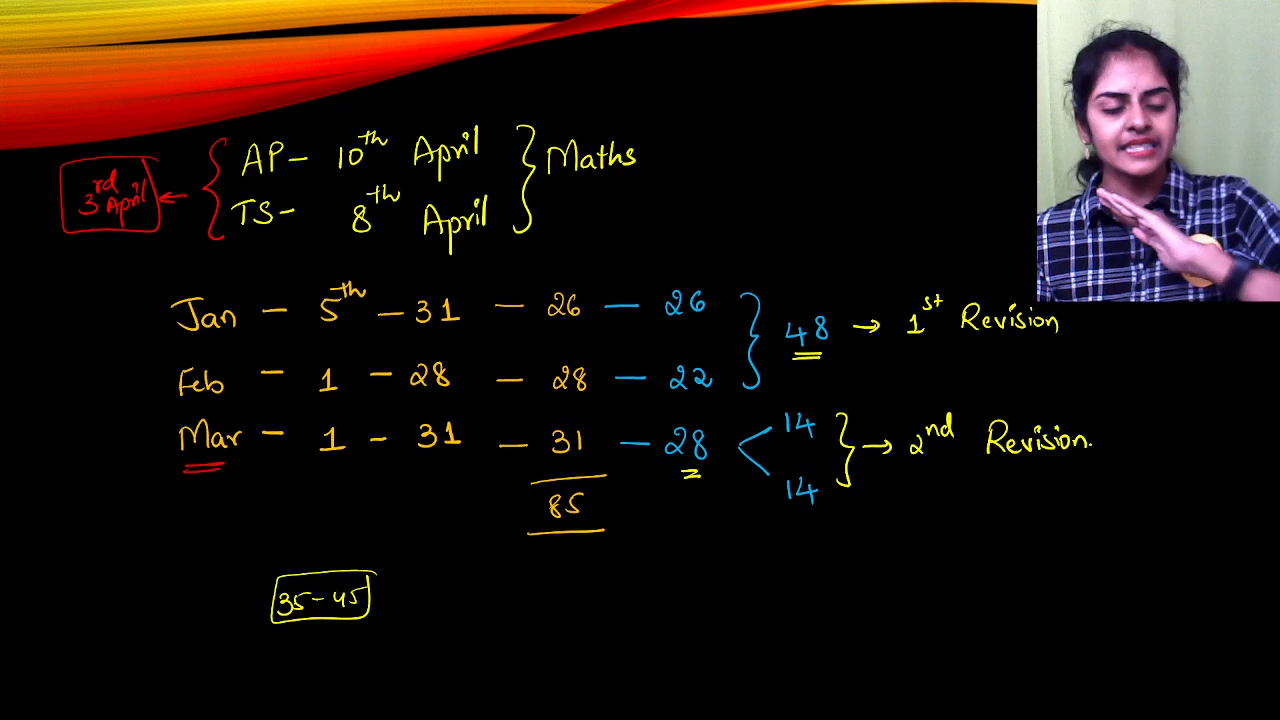 AP - 10th April } Maths
3rd April ← { TS - 8th April
Jan - 5th - 31 - 26 - 26 } 48 → 1st Revision
Feb - 1 - 28 - 28 - 22
Mar - 1 - 31 - 31 - 28 < 14 } → 2nd Revision.
14
85
35-45